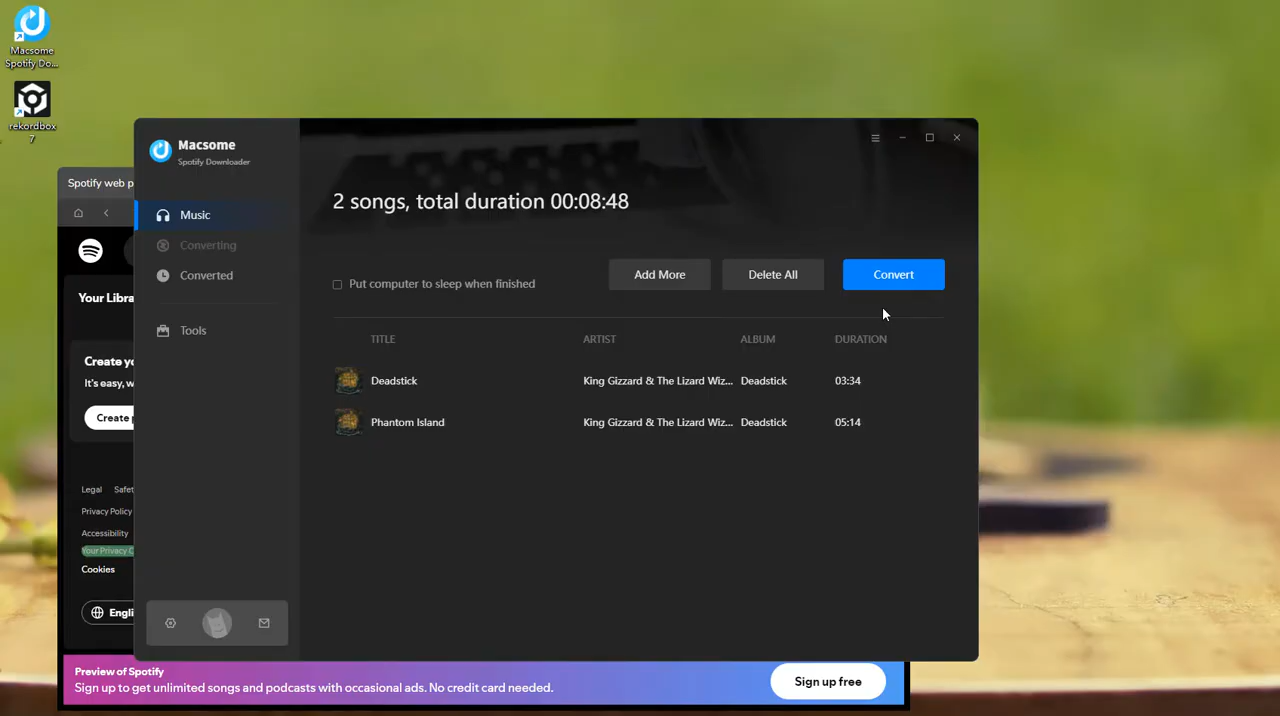 Macsome
Spotify Do...
rekordbox
7
Spotify web p
Your Libra
Create yo
It's easy, w
Create p
Legal Safet
Privacy Policy
Accessibility
Your Privacy C
Cookies
Engli
Macsome
Spotify Downloader
Music
Converting
Converted
Tools
2 songs, total duration 00:08:48
Put computer to sleep when finished
Add More
Delete All
Convert
TITLE ARTIST ALBUM DURATION
Deadstick King Gizzard & The Lizard Wiz... Deadstick 03:34
Phantom Island King Gizzard & The Lizard Wiz... Deadstick 05:14
Preview of Spotify
Sign up to get unlimited songs and podcasts with occasional ads. No credit card needed.
Sign up free